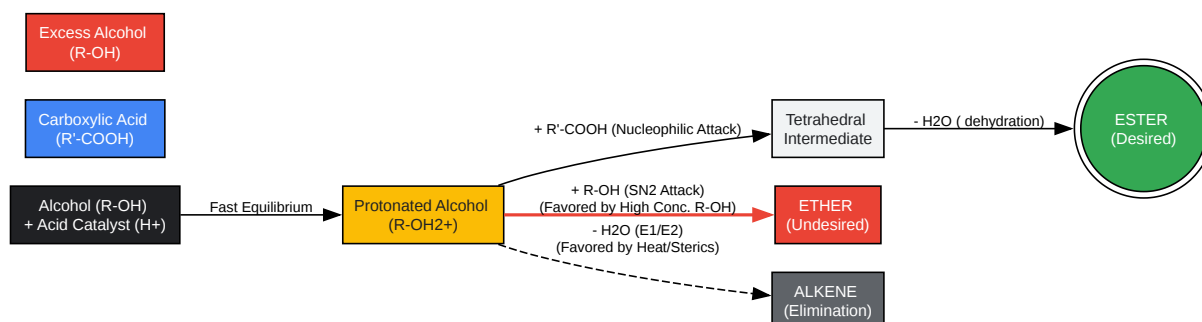 Excess Alcohol
(R-OH)
Carboxylic Acid
(R'-COOH)
Alcohol (R-OH)
+ Acid Catalyst (H+)
Fast Equilibrium
Protonated Alcohol
(R-OH2+)
+ R'-COOH (Nucleophilic Attack)
Tetrahedral
Intermediate
- H2O ( dehydration)
ESTER
(Desired)
+ R-OH (SN2 Attack)
(Favored by High Conc. R-OH)
ETHER
(Undesired)
- H2O (E1/E2)
(Favored by Heat/Sterics)
ALKENE
(Elimination)